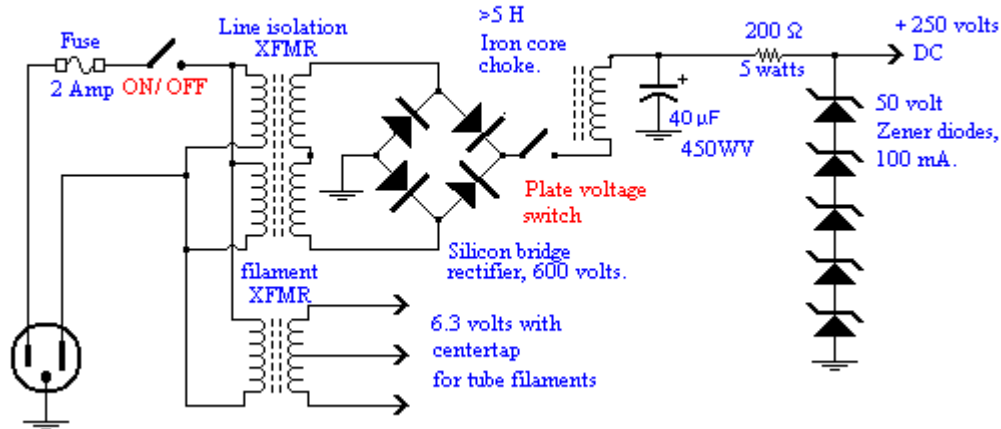 Fuse
2 Amp
ON/ OFF
Line isolation
XFMR
>5 H
Iron core
choke.
200 Ω
5 watts
+ 250 volts
DC
40 µF
450WV
50 volt
Zener diodes,
100 mA.
Plate voltage
switch
Silicon bridge
rectifier, 600 volts.
filament
XFMR
6.3 volts with
centertap
for tube filaments
+